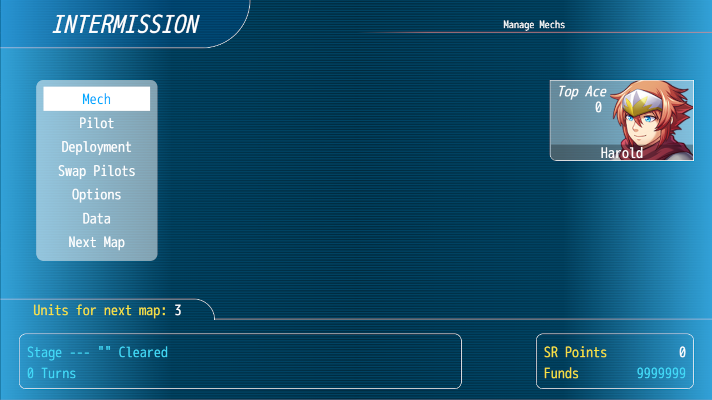 INTERMISSION
Manage Mechs
Mech
Pilot
Deployment
Swap Pilots
Options
Data
Next Map
Top Ace
0
Harold
Units for next map: 3
Stage --- "" Cleared
0 Turns
SR Points 0
Funds 9999999